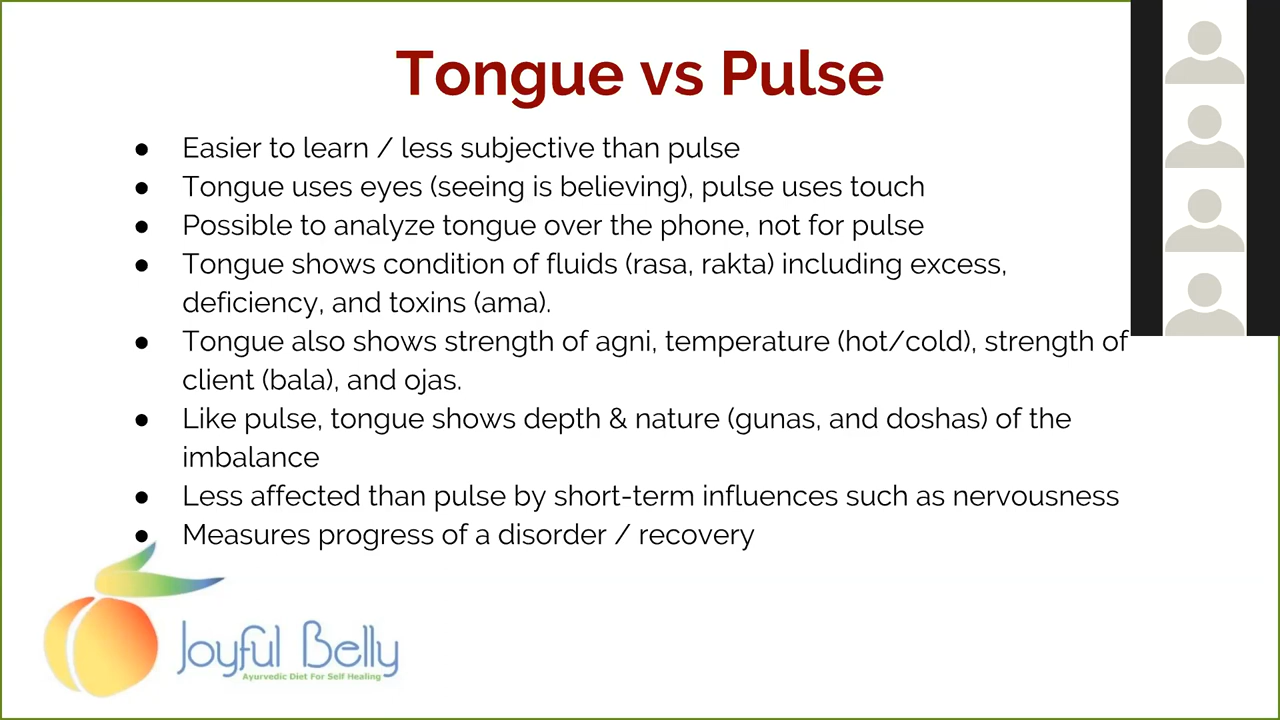 Tongue vs Pulse
● Easier to learn / less subjective than pulse
● Tongue uses eyes (seeing is believing), pulse uses touch
● Possible to analyze tongue over the phone, not for pulse
● Tongue shows condition of fluids (rasa, rakta) including excess,
deficiency, and toxins (ama).
● Tongue also shows strength of agni, temperature (hot/cold), strength of
client (bala), and ojas.
● Like pulse, tongue shows depth & nature (gunas, and doshas) of the
imbalance
● Less affected than pulse by short-term influences such as nervousness
● Measures progress of a disorder / recovery
Joyful Belly
Ayurvedic Diet For Self Healing